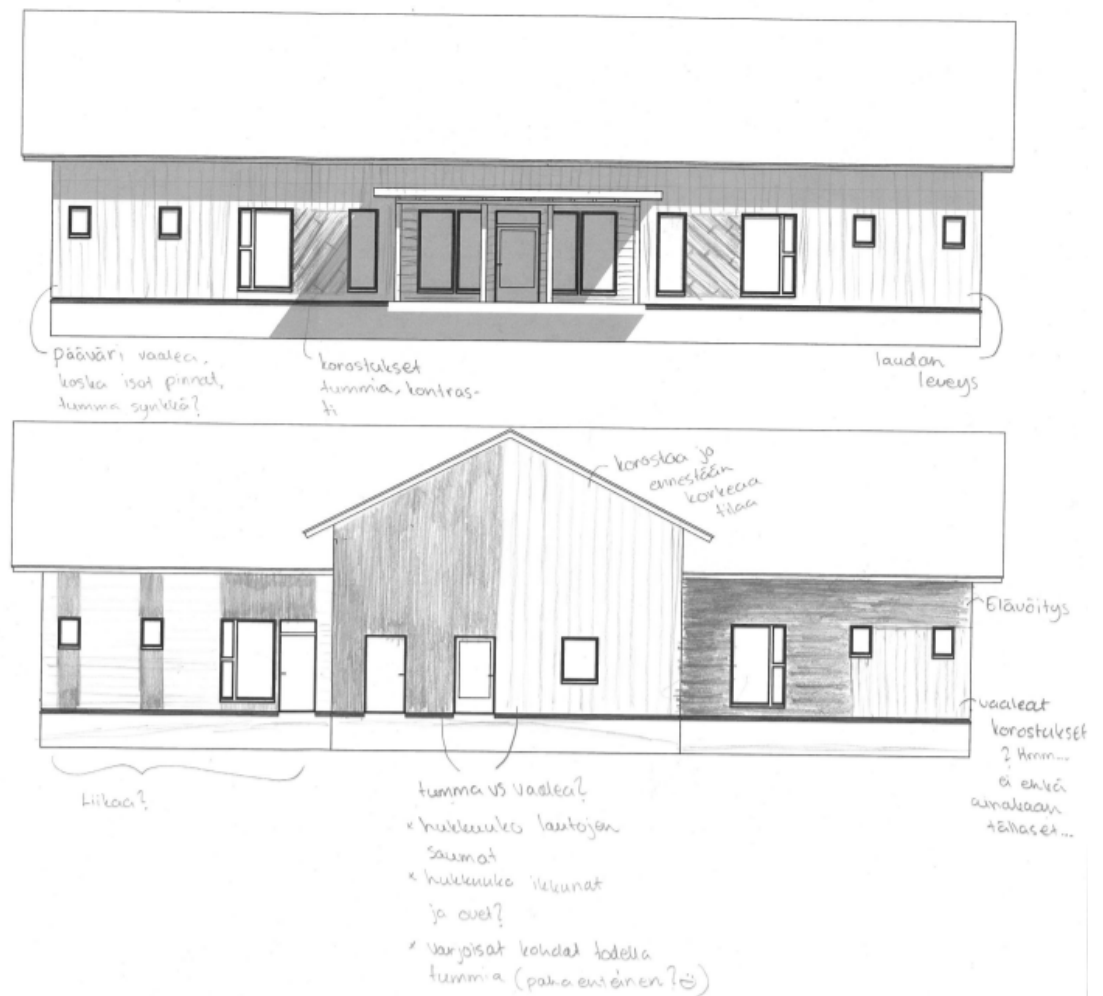 pääväri vaalea,
koska isot pinnat,
tumma synkkä?
korostukset
tummia, kontras-
ti
laudan
leveys
korostaa jo
ennestään
korkeaa
tilaa
Elävöitys
vaaleat
korostukset
? Hmm...
ei ehkä
ainakaan
tällaset...
Liikaa?
tumma vs vaalea?
* hukkuuko lautojen
saumat
* hukkuuko ikkunat
ja ovet?
* varjoisat kohdat todella
tummia (pahaenteinen? ☺)